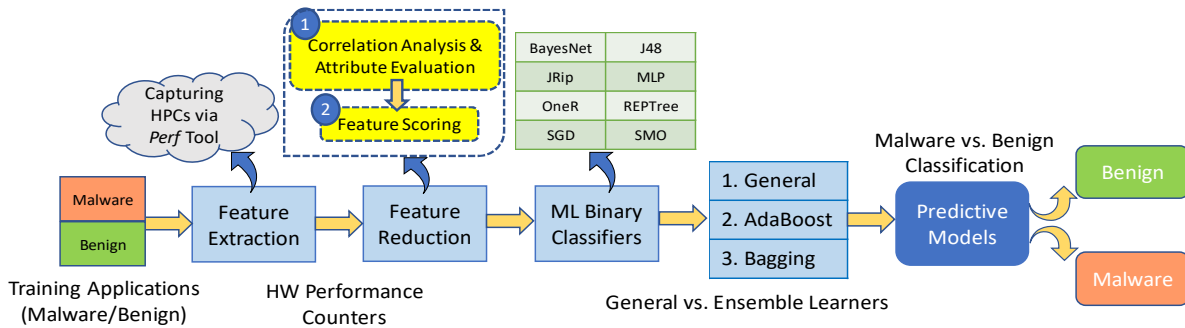 1
Correlation Analysis &
Attribute Evaluation
2
Feature Scoring
BayesNet
J48
JRip
MLP
OneR
REPTree
SGD
SMO
Capturing
HPCs via
Perf Tool
Malware
Benign
Feature
Extraction
Feature
Reduction
ML Binary
Classifiers
1. General
2. AdaBoost
3. Bagging
Malware vs. Benign
Classification
Predictive
Models
Benign
Malware
Training Applications
(Malware/Benign)
HW Performance
Counters
General vs. Ensemble Learners